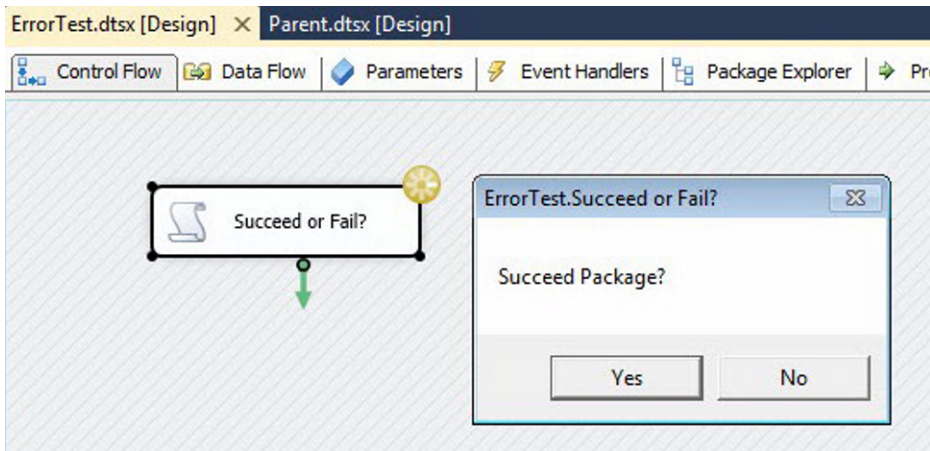 ErrorTest.dtsx [Design] Parent.dtsx [Design]
Control Flow Data Flow Parameters Event Handlers Package Explorer Pr
Succeed or Fail?
ErrorTest.Succeed or Fail?
Succeed Package?
Yes No